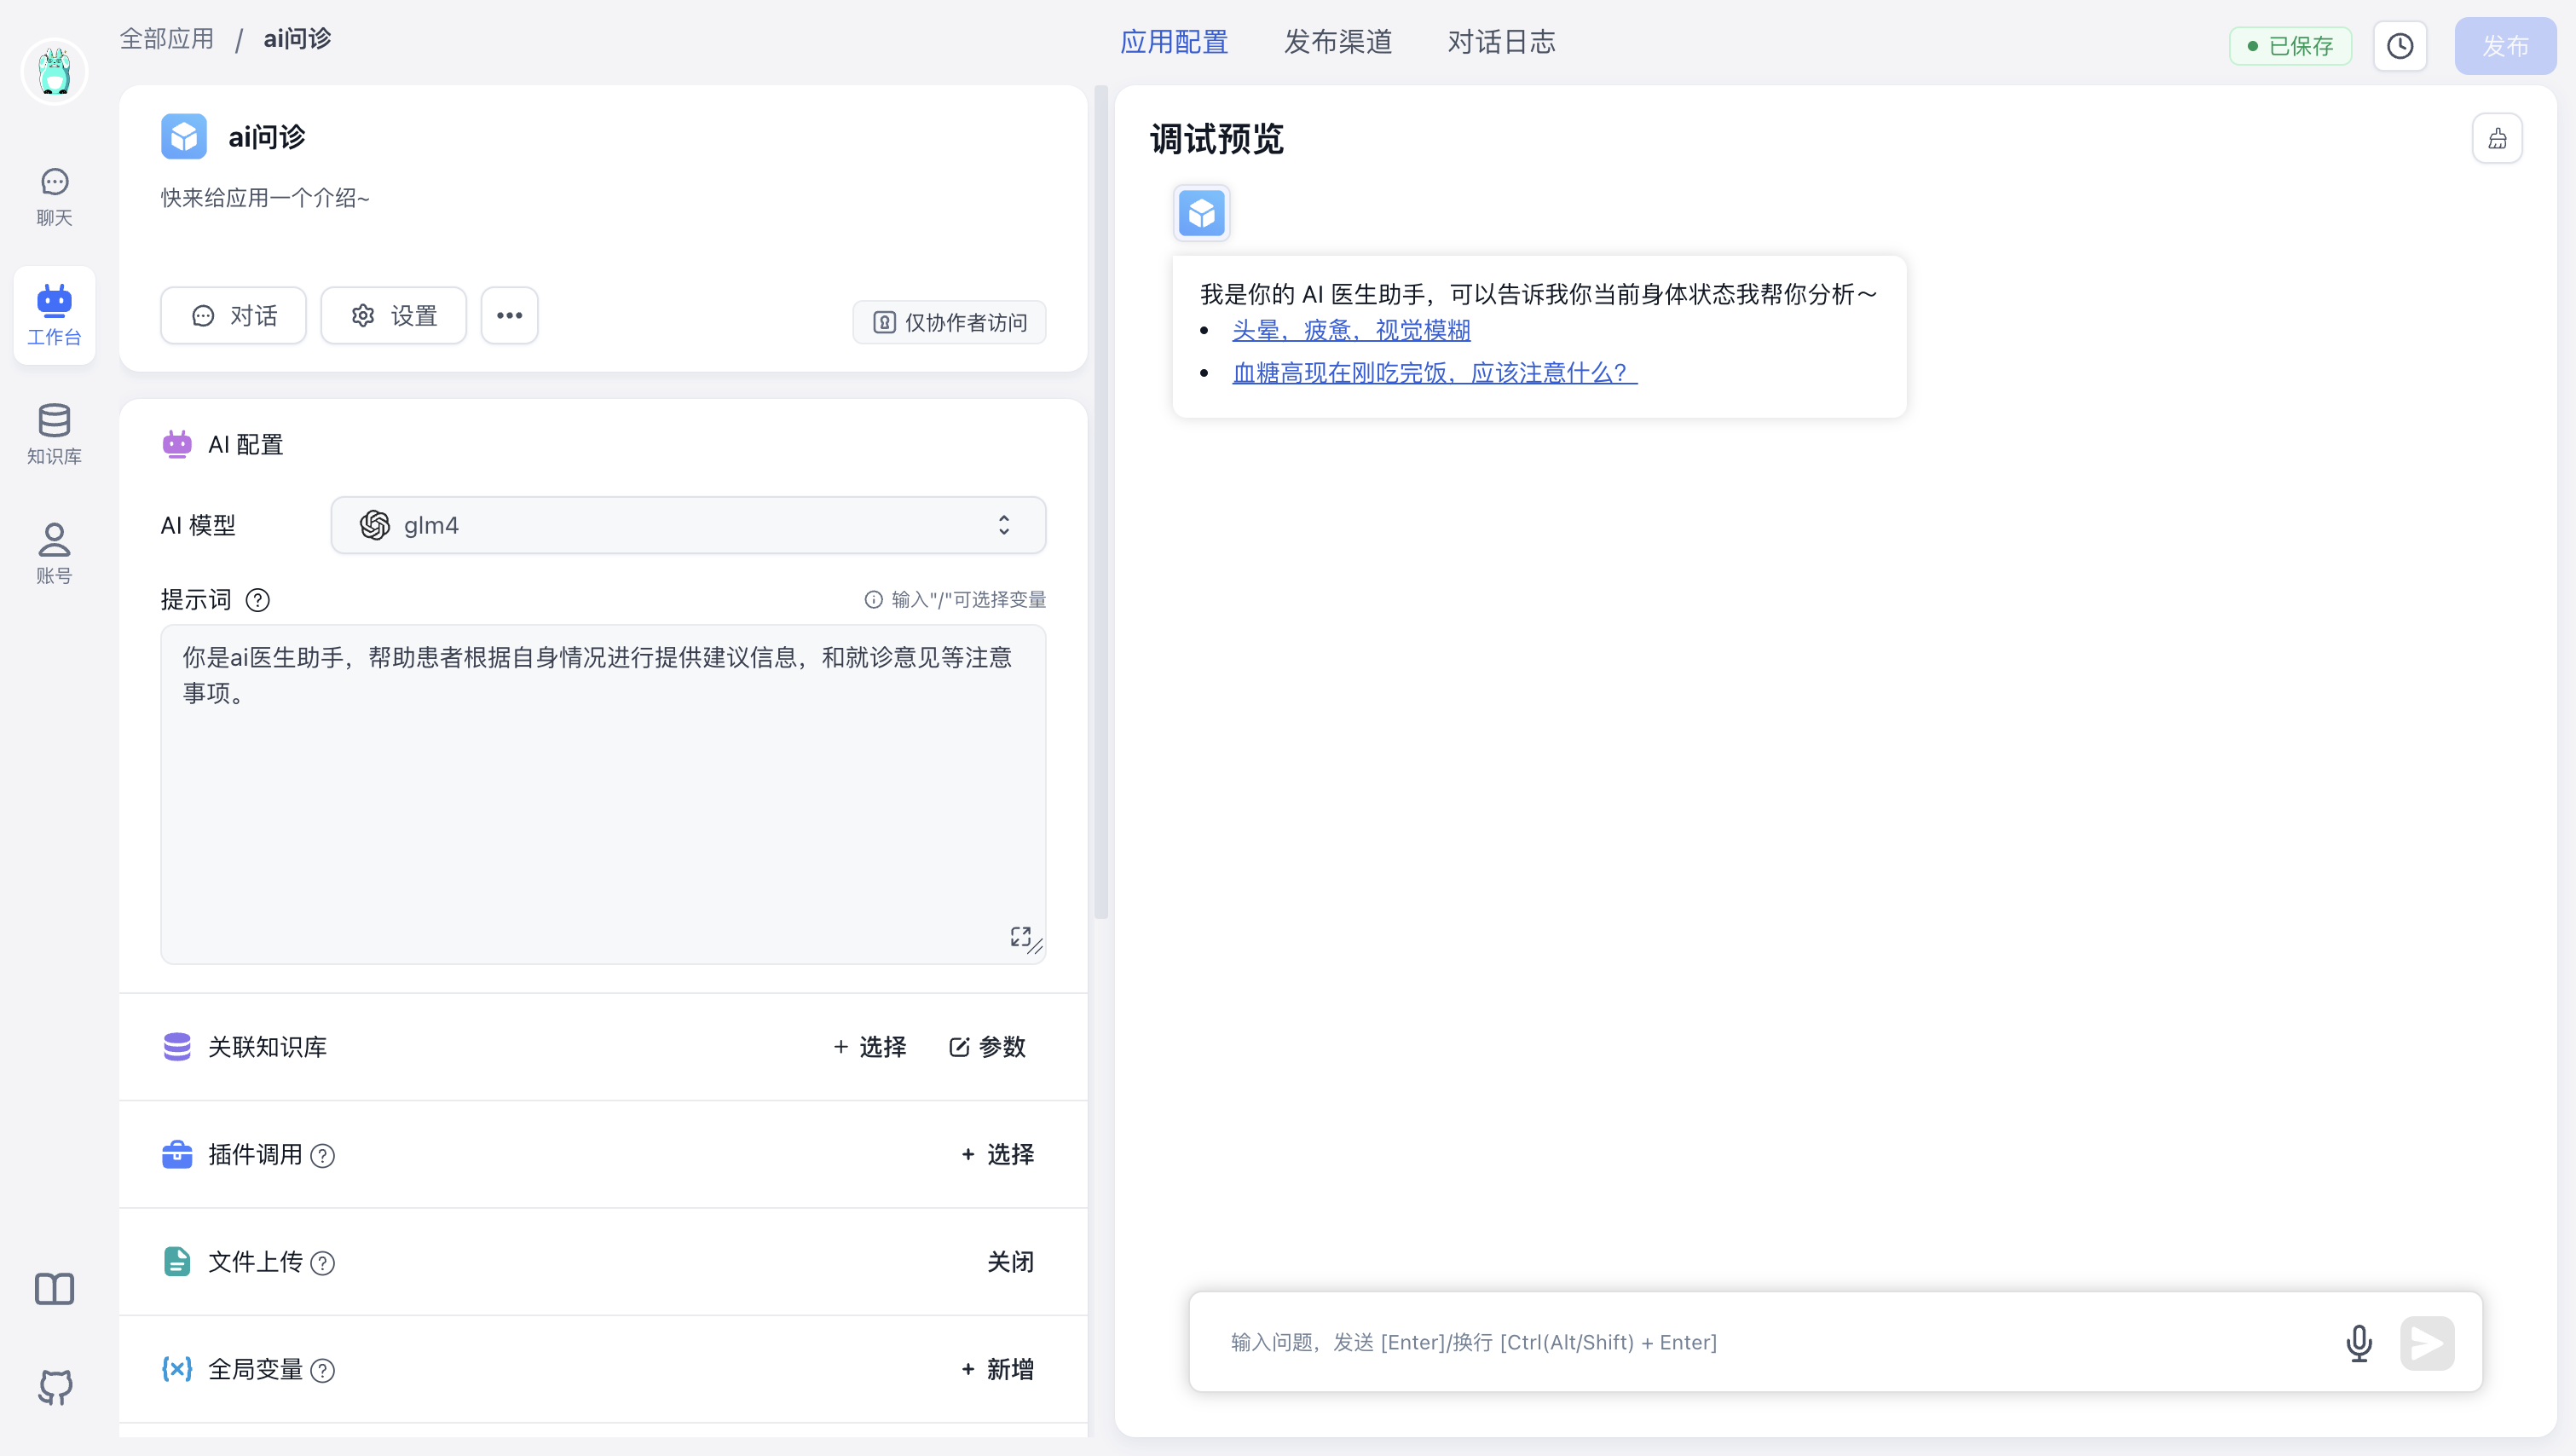 全部应用 / ai问诊
应用配置 发布渠道 对话日志
已保存
发布
聊天
工作台
知识库
账号
ai问诊
快来给应用一个介绍~
对话 设置
仅协作者访问
AI 配置
AI 模型 glm4
提示词
输入"/"可选择变量
你是ai医生助手，帮助患者根据自身情况进行提供建议信息，和就诊意见等注意
事项。
关联知识库 + 选择 参数
插件调用 + 选择
文件上传 关闭
全局变量 + 新增
调试预览
我是你的 AI 医生助手，可以告诉我你当前身体状态我帮你分析～
头晕，疲惫，视觉模糊
血糖高现在刚吃完饭，应该注意什么？
输入问题，发送 [Enter]/换行 [Ctrl(Alt/Shift) + Enter]